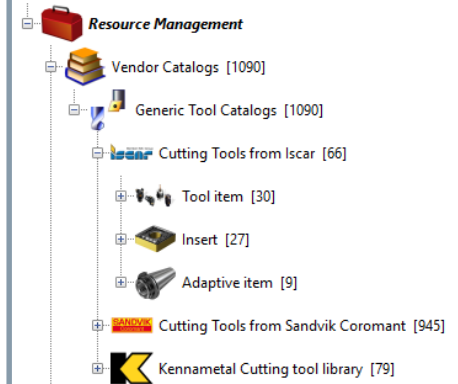 Resource Management
Vendor Catalogs [1090]
Generic Tool Catalogs [1090]
ISCAR Cutting Tools from Iscar [66]
Tool item [30]
Insert [27]
Adaptive item [9]
SANDVIK
Coromant
Cutting Tools from Sandvik Coromant [945]
Kennametal Cutting tool library [79]